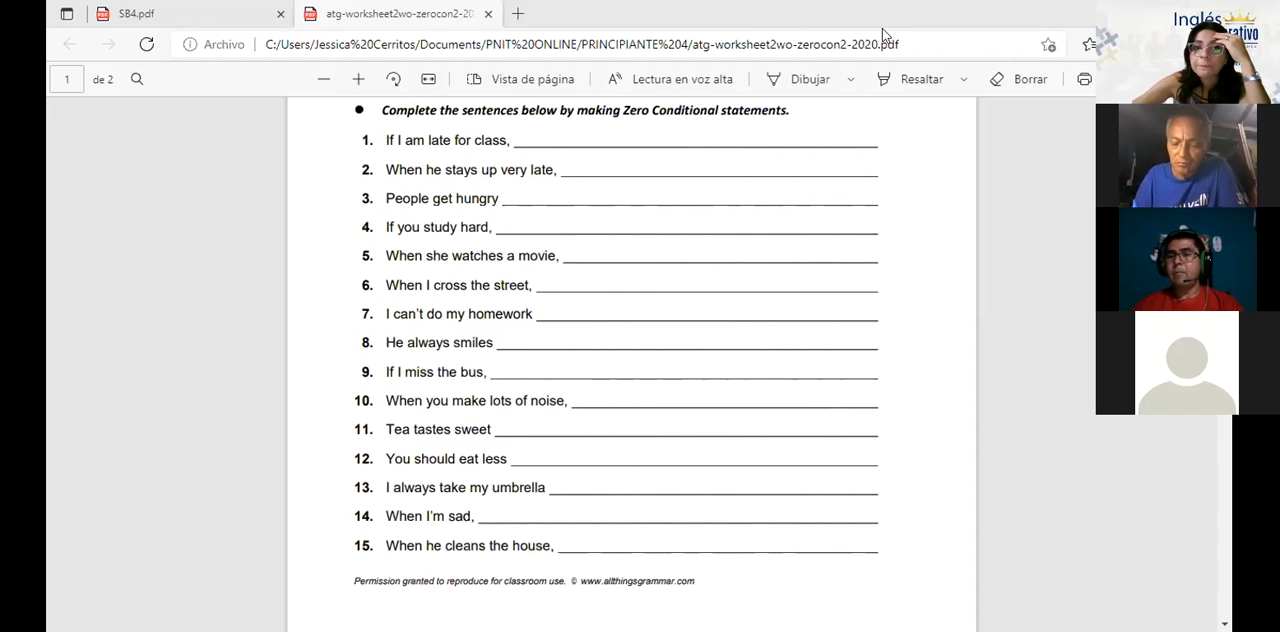 SB4.pdf
atg-worksheet2wo-zerocon2-20
Archivo
C:/Users/Jessica%20Cerritos/Documents/PNIT%20ONLINE/PRINCIPIANTE%204/atg-worksheet2wo-zerocon2-2020.pdf
1 de 2
Vista de página
Lectura en voz alta
Dibujar
Resaltar
Borrar
Inglés
Complete the sentences below by making Zero Conditional statements.
1. If I am late for class,
2. When he stays up very late,
3. People get hungry
4. If you study hard,
5. When she watches a movie,
6. When I cross the street,
7. I can't do my homework
8. He always smiles
9. If I miss the bus,
10. When you make lots of noise,
11. Tea tastes sweet
12. You should eat less
13. I always take my umbrella
14. When I'm sad,
15. When he cleans the house,
Permission granted to reproduce for classroom use. © www.allthingsgrammar.com